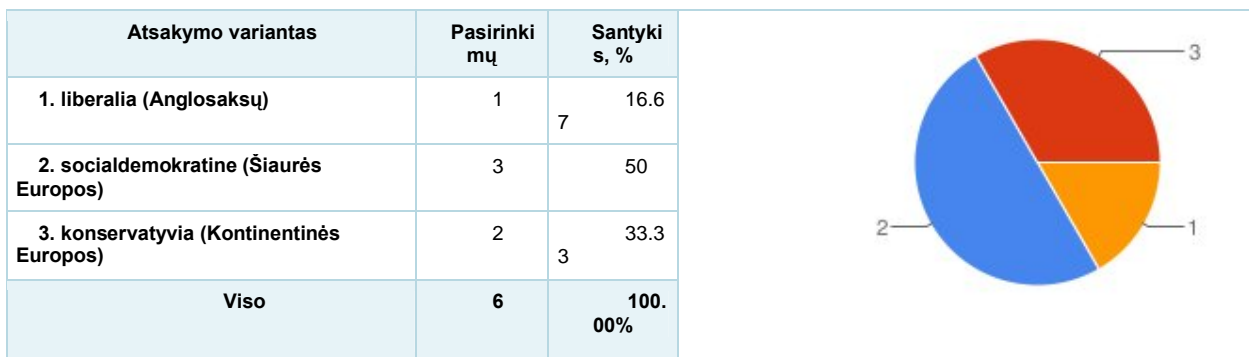 Atsakymo variantas
Pasirinki
mų
Santyki
s, %
1. liberalia (Anglosaksų)
1
16.6
7
2. socialdemokratine (Šiaurės
Europos)
3
50
3. konservatyvia (Kontinentinės
Europos)
2
33.3
3
Viso
6
100.
00%
3
2
1